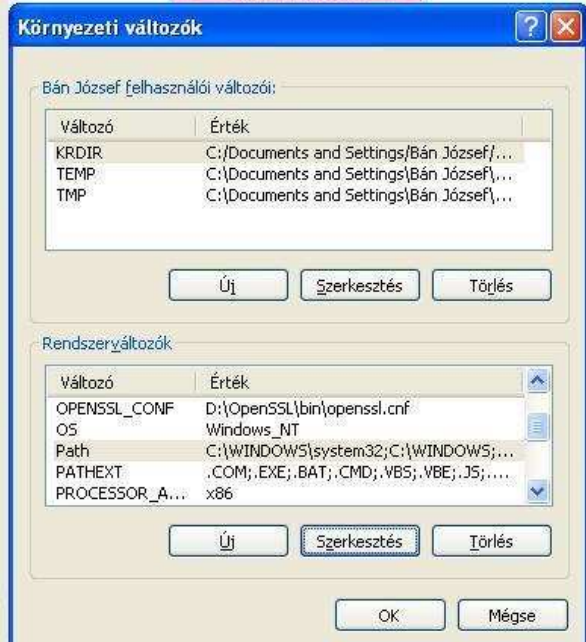 Környezeti változók
Bán József felhasználói változói:
Változó Érték
KRDIR C:/Documents and Settings/Bán József/...
TEMP C:\Documents and Settings\Bán József\...
TMP C:\Documents and Settings\Bán József\...
Új Szerkesztés Törlés
Rendszerváltozók
Változó Érték
OPENSSL_CONF D:\OpenSSL\bin\openssl.cnf
OS Windows_NT
Path C:\WINDOWS\system32;C:\WINDOWS;...
PATHEXT .COM;.EXE;.BAT;.CMD;.VBS;.VBE;.JS;....
PROCESSOR_A... x86
Új Szerkesztés Törlés
OK Mégse